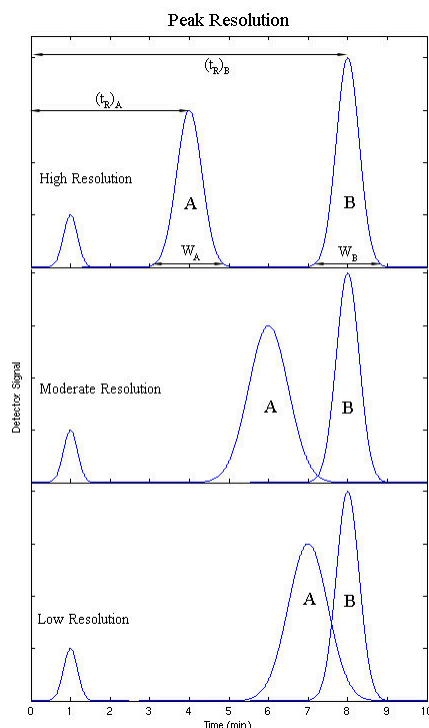 Peak Resolution
(tR)B
(tR)A
High Resolution
A
B
WA
WB
Detector Signal
Moderate Resolution
A
B
Low Resolution
A
B
0 1 2 3 4 5 6 7 8 9 10
Time (min)